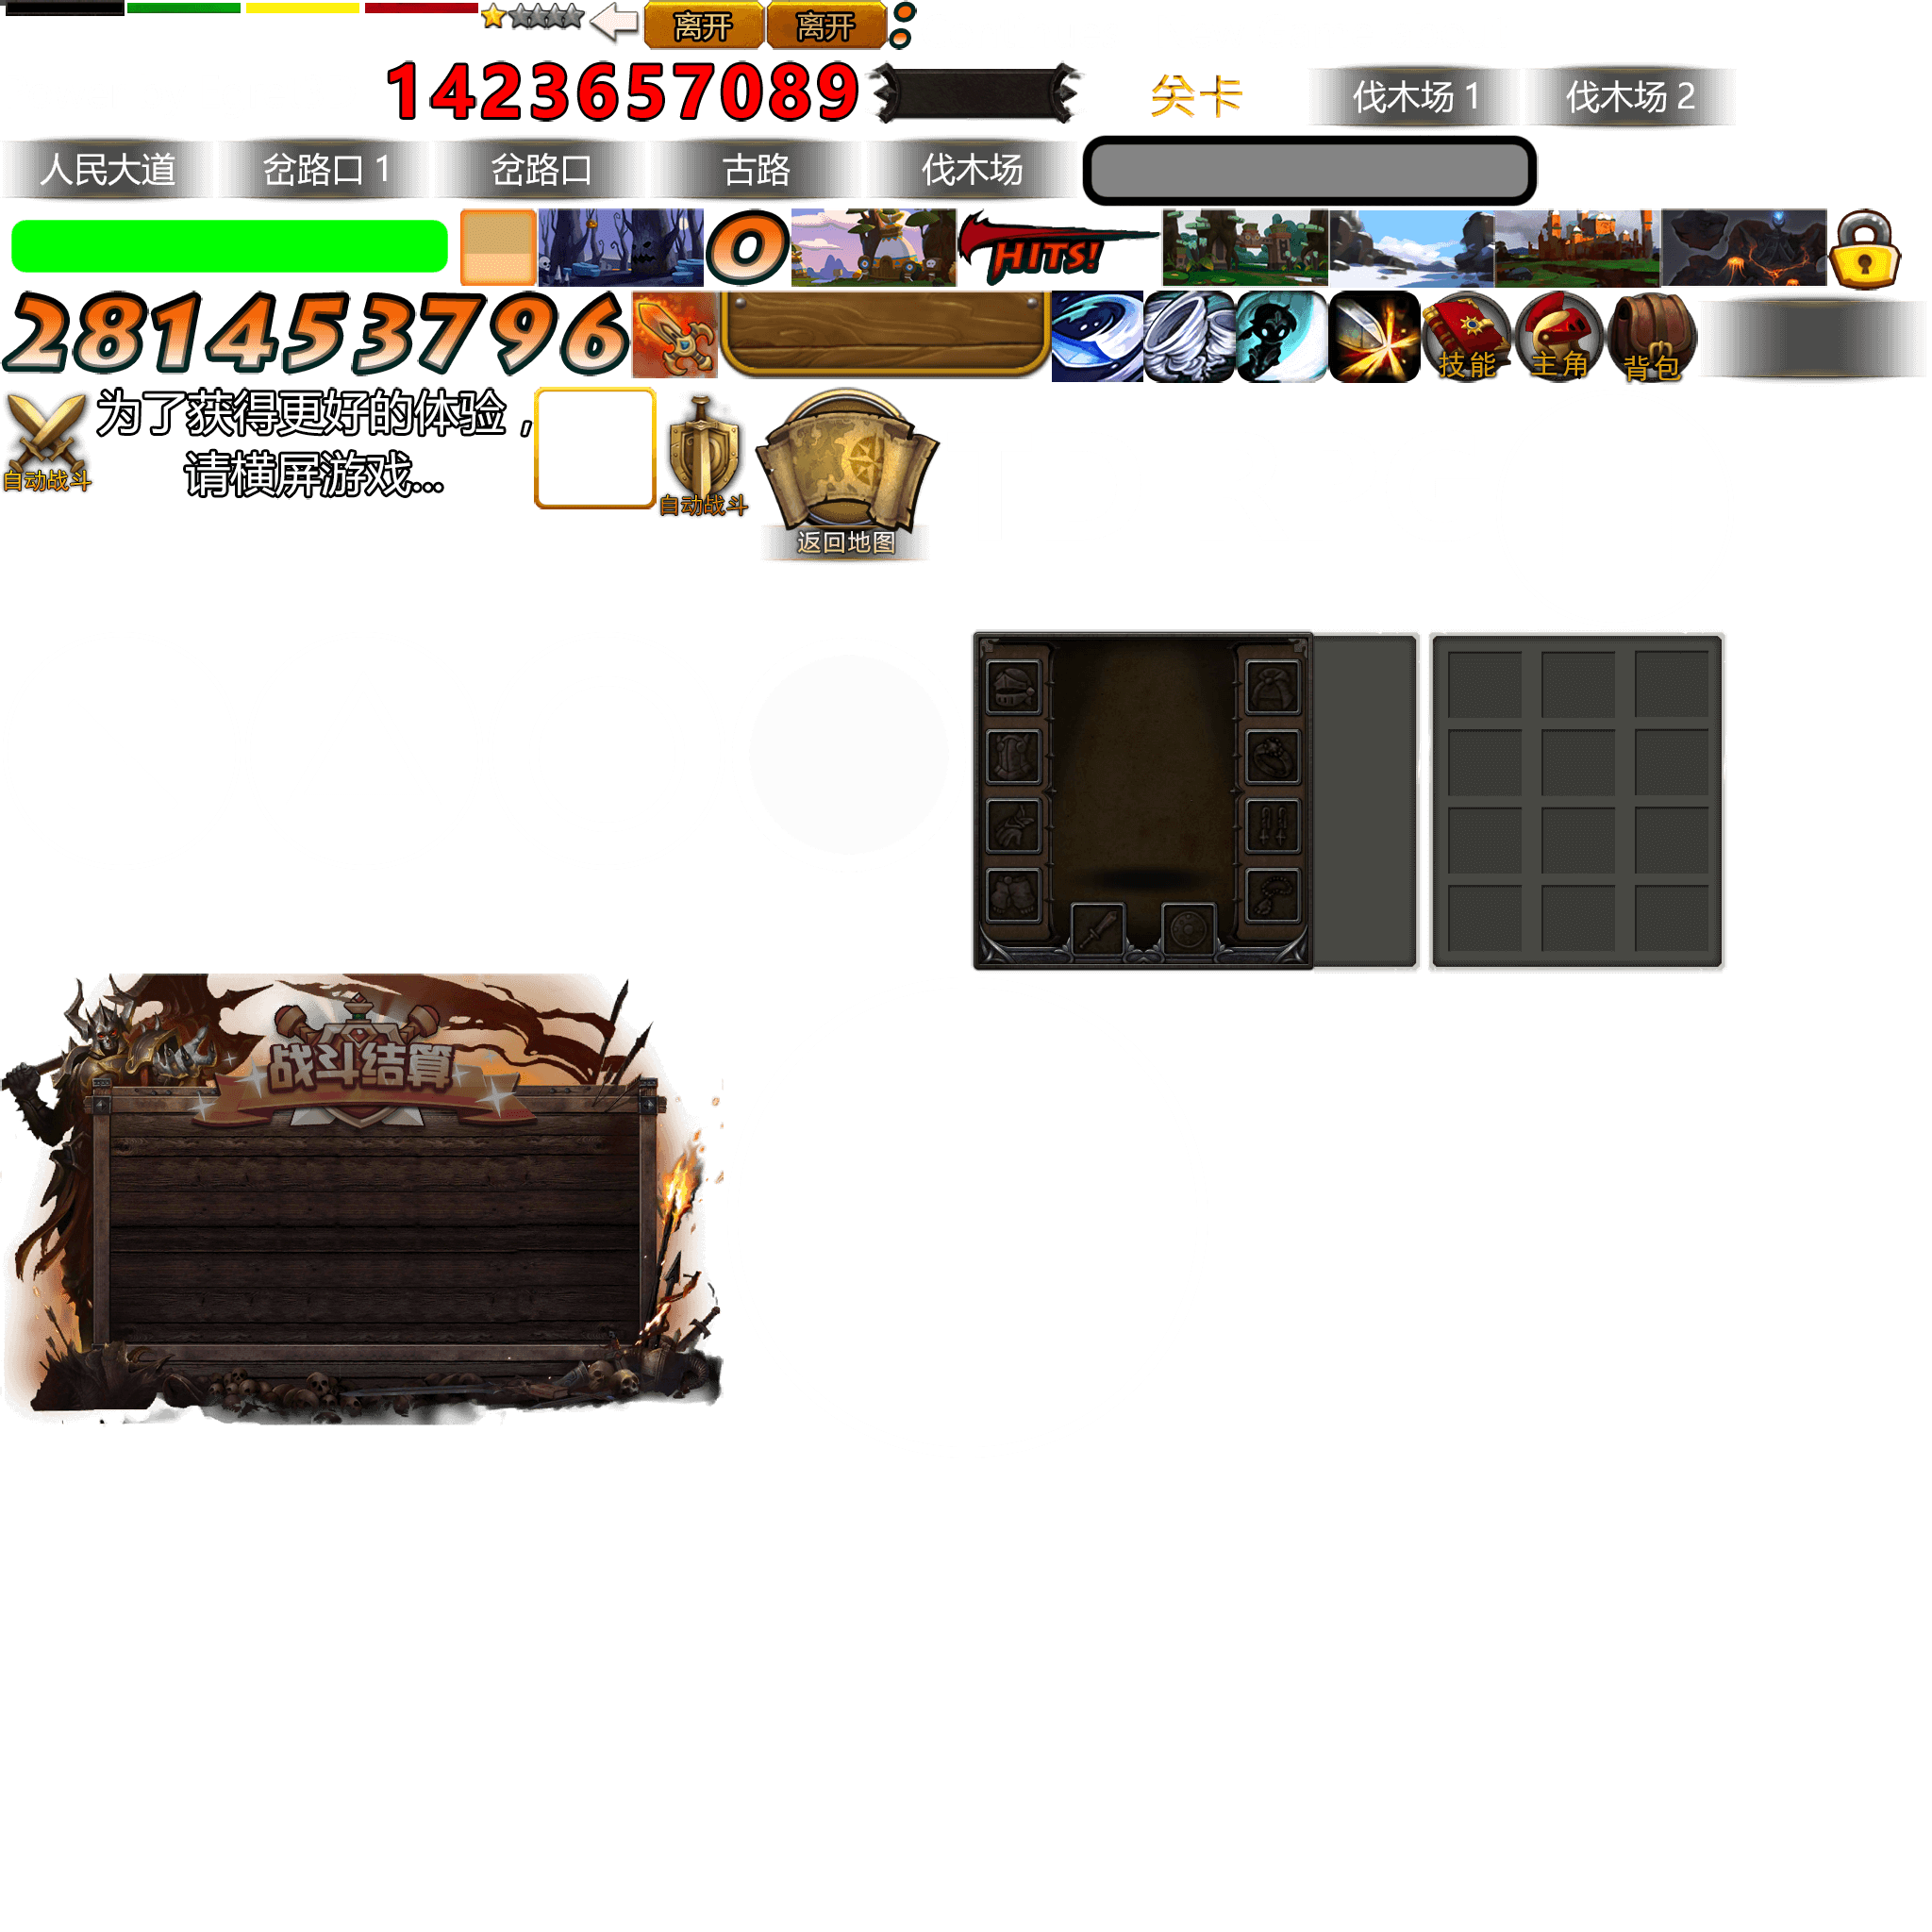 离开
离开
:
1423657089
关卡
伐木场 1
伐木场 2
人民大道
岔路口 1
岔路口
古路
伐木场
0
HITS!
281453796
技能
主角
背包
自动战斗
为了获得更好的体验，
请横屏游戏...
自动战斗
返回地图
战斗结算